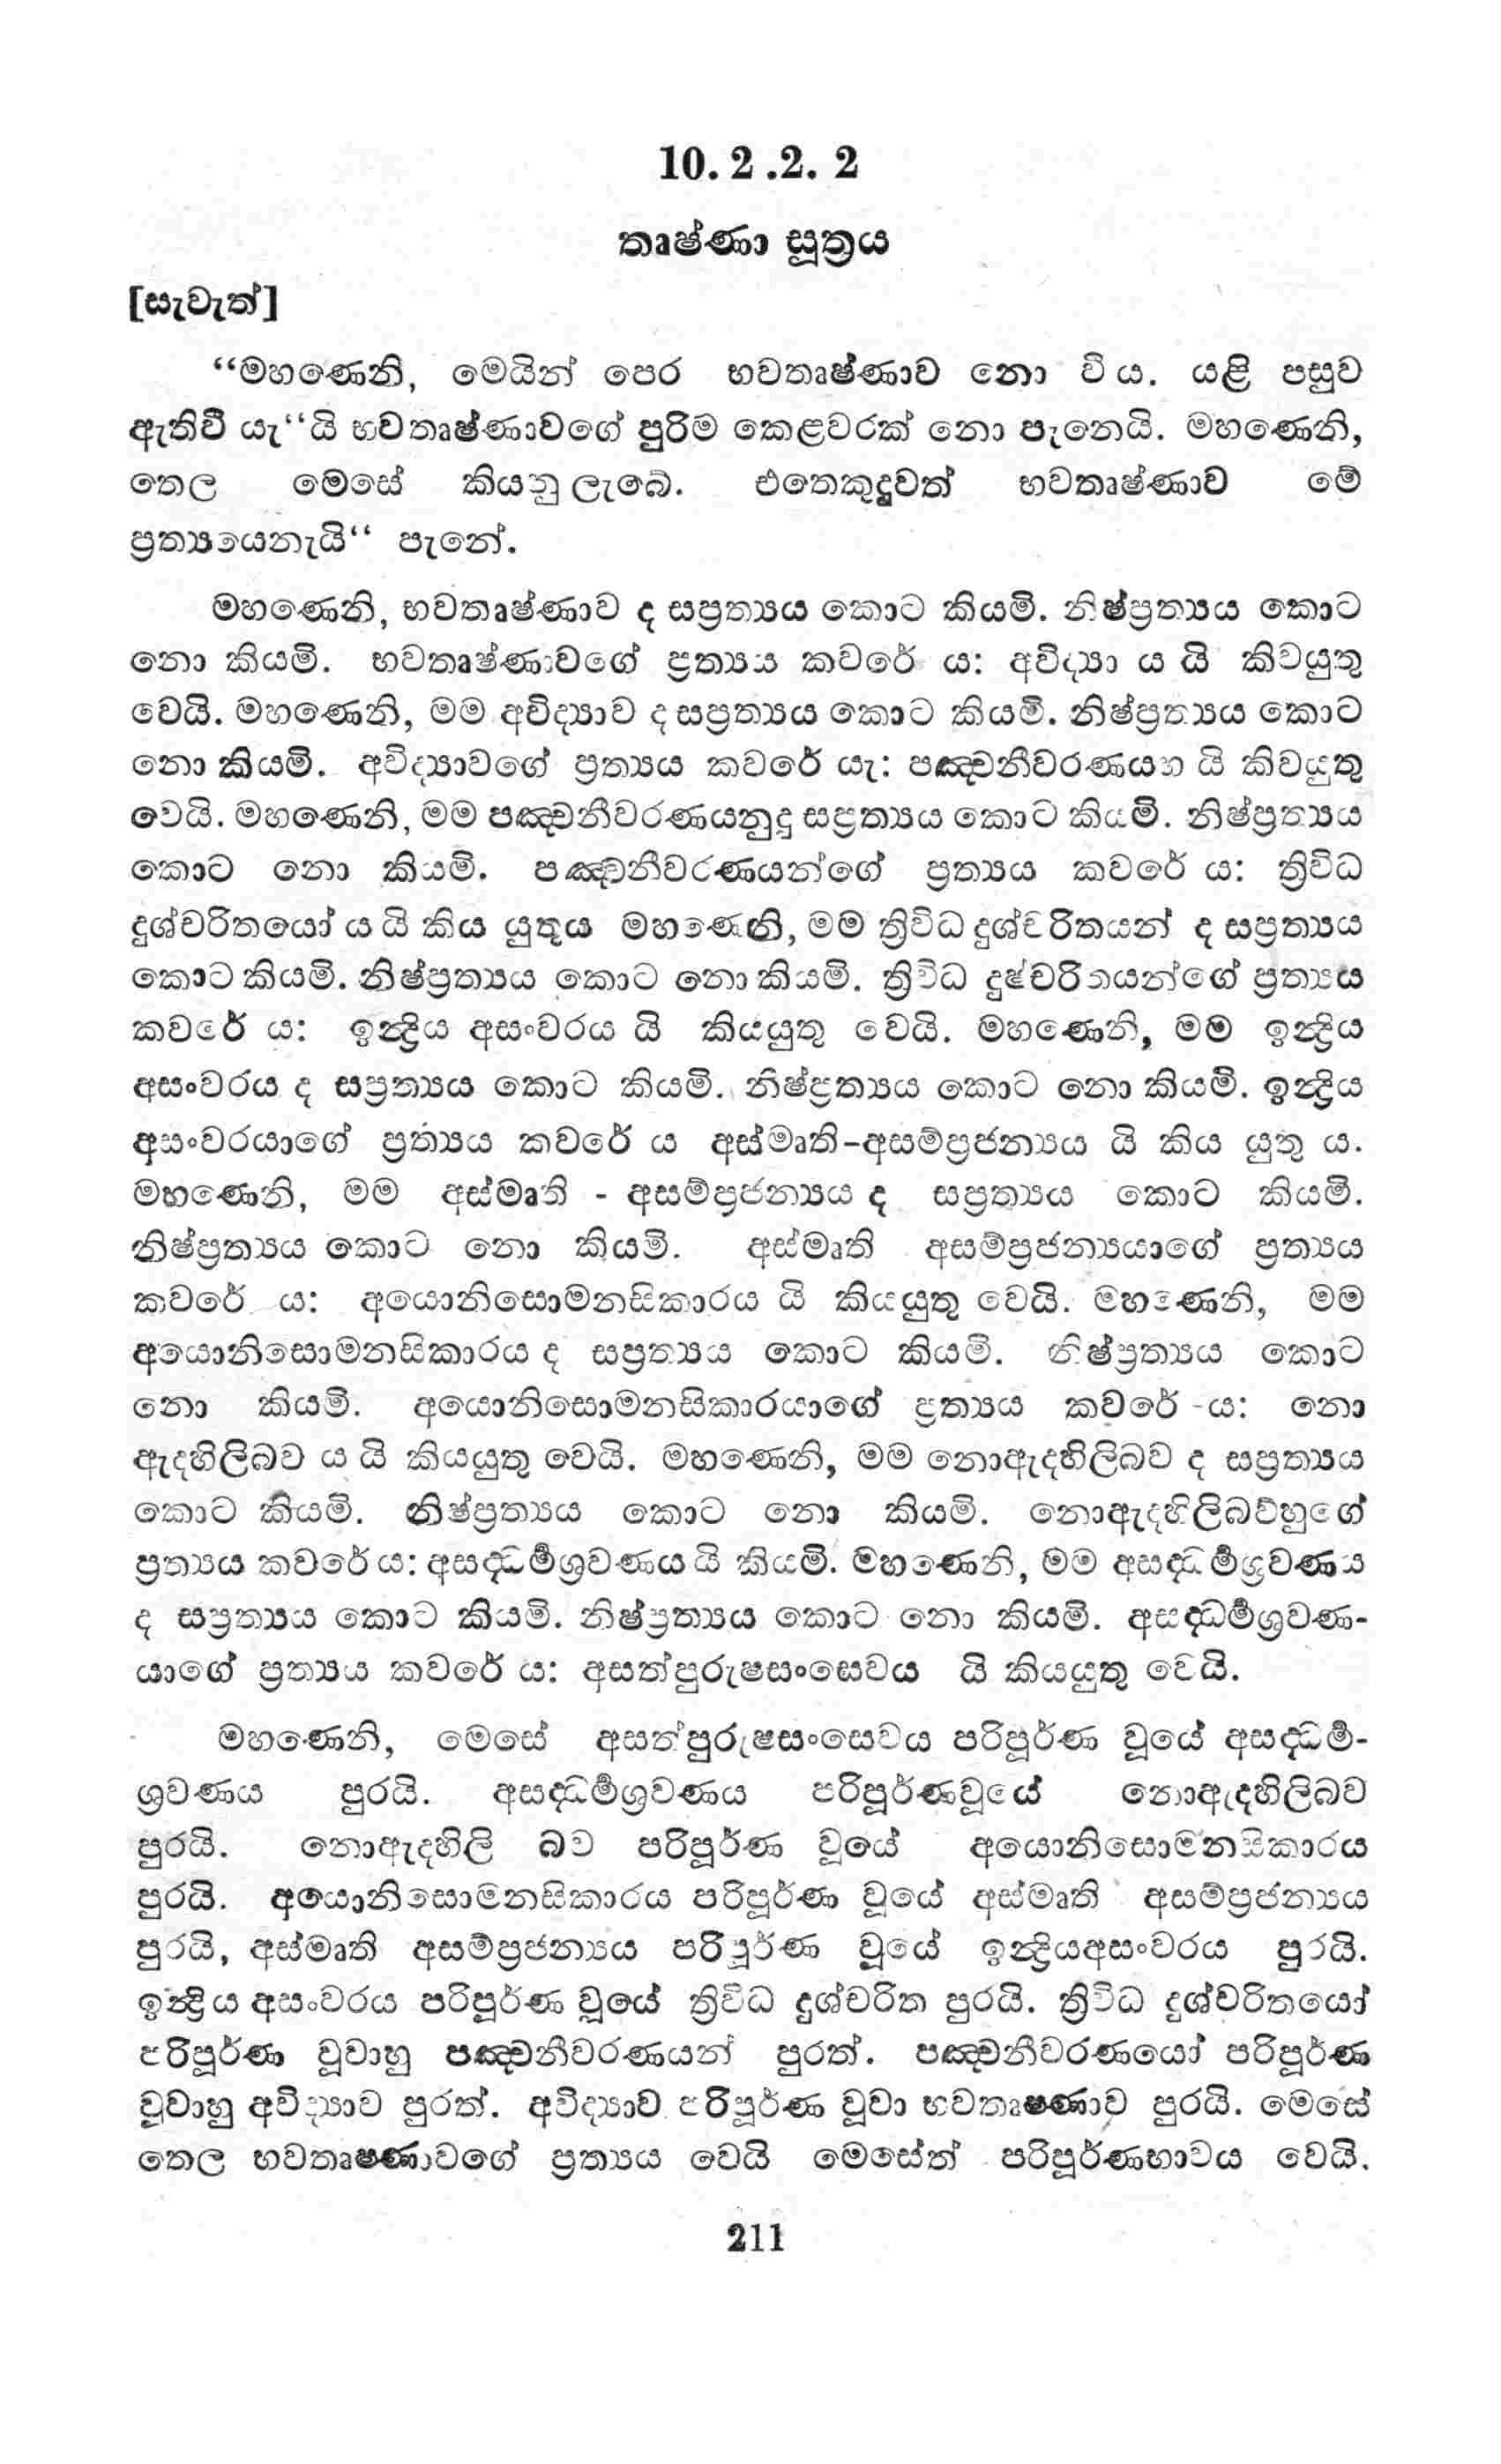 10. 2 .2. 2
තෘෂ්ණා සූත්‍රය
[සැවැත්]
“මහණෙනි, මෙයින් පෙර භවතෘෂ්ණාව නො වි ය. යළි පසුව
ඇතිවී යැ“යි භවතෘෂ්ණාවගේ පුරිම කෙළවරක් නො පැනෙයි. මහණෙනි,
තෙල මෙසේ කියනු ලැබේ. එතෙකුදුවත් භවතෘෂ්ණාව මේ
ප්‍රත්‍යයෙනැයි“ පැනේ.
මහණෙනි, භවතෘෂ්ණාව ද සප්‍රත්‍යය කොට කියමි. නිෂ්ප්‍රත්‍යය කොට
නො කියමි. භවතෘෂ්ණාවගේ ප්‍රත්‍යය කවරේ ය: අවිද්‍යා ය යි කිවයුතු
වෙයි. මහණෙනි, මම අවිද්‍යාව ද සප්‍රත්‍යය කොට කියමි. නිෂ්ප්‍රත්‍යය කොට
නො කියමි. අවිද්‍යාවගේ ප්‍රත්‍යය කවරේ යැ: පඤ්චනීවරණයහ යි කිවයුතු
වෙයි. මහණෙනි, මම පඤ්චනීවරණයනුදු සප්‍රත්‍යය කොට කියමි. නිෂ්ප්‍රත්‍යය
කොට නො කියමි. පඤ්චනීවරණයන්ගේ ප්‍රත්‍යය කවරේ ය: ත්‍රිවිධ
දුශ්චරිතයෝ ය යි කිය යුතුය මහණෙනි, මම ත්‍රිවිධ දුශ්චරිතයන් ද සප්‍රත්‍යය
කොට කියමි. නිෂ්ප්‍රත්‍යය කොට නො කියමි. ත්‍රිවිධ දුෂ්චරිතයන්ගේ ප්‍රත්‍යය
කවරේ ය: ඉන්‍ද්‍රිය අසංවරය යි කියයුතු වෙයි. මහණෙනි, මම ඉන්‍ද්‍රිය
අසංවරය ද සප්‍රත්‍යය කොට කියමි. නිෂ්ප්‍රත්‍යය කොට නො කියමි. ඉන්‍ද්‍රිය
අසංවරයාගේ ප්‍රත්‍යය කවරේ ය අස්මෘති-අසම්ප්‍රජන්‍යය යි කිය යුතු ය.
මහණෙනි, මම අස්මෘති - අසම්ප්‍රජන්‍යය ද සප්‍රත්‍යය කොට කියමි.
නිෂ්ප්‍රත්‍යය කොට නො කියමි. අස්මෘති අසම්ප්‍රජන්‍යයාගේ ප්‍රත්‍යය
කවරේ ය: අයොනිසොමනසිකාරය යි කියයුතු වෙයි. මහණෙනි, මම
අයොනිසොමනසිකාරය ද සප්‍රත්‍යය කොට කියමි. නිෂ්ප්‍රත්‍යය කොට
නො කියමි. අයොනිසොමනසිකාරයාගේ ප්‍රත්‍යය කවරේ -ය: නො
ඇදහිලිබව ය යි කියයුතු වෙයි. මහණෙනි, මම නොඇදහිලිබව ද සප්‍රත්‍යය
කොට කියමි. නිෂ්ප්‍රත්‍යය කොට නො කියමි. නොඇදහිලිබව්හුගේ
ප්‍රත්‍යය කවරේ ය: අසද්‍ධර්‍මශ්‍රවණය යි කියමි. මහණෙනි, මම අසද්‍ධර්‍මශ්‍රවණය
ද සප්‍රත්‍යය කොට කියමි. නිෂ්ප්‍රත්‍යය කොට නො කියමි. අසද්‍ධර්‍මශ්‍රවණ-
යාගේ ප්‍රත්‍යය කවරේ ය: අසත්පුරුෂසංසෙවය යි කියයුතු වෙයි.
මහණෙනි, මෙසේ අසත්පුරුෂසංසෙවය පරිපූර්ණ වූයේ අසද්‍ධර්‍ම-
ශ්‍රවණය පුරයි. අසද්‍ධර්‍මශ්‍රවණය පරිපූර්ණවූයේ නොඇදහිලිබව
පුරයි. නොඇදහිලි බව පරිපූර්ණ වූයේ අයොනිසොමනසිකාරය
පුරයි. අයොනිසොමනසිකාරය පරිපූර්ණ වූයේ අස්මෘති අසම්ප්‍රජන්‍යය
පුරයි, අස්මෘති අසම්ප්‍රජන්‍යය පරිපූර්ණ වූයේ ඉන්‍ද්‍රියඅසංවරය පුරයි.
ඉන්‍ද්‍රිය අසංවරය පරිපූර්ණ වූයේ ත්‍රිවිධ දුශ්චරිත පුරයි. ත්‍රිවිධ දුශ්චරිතයෝ
පරිපූර්ණ වූවාහු පඤ්චනීවරණයන් පුරත්. පඤ්චනීවරණයෝ පරිපූර්ණ
වූවාහු අවිද්‍යාව පුරත්. අවිද්‍යාව පරිපූර්ණ වූවා භවතෘෂණාව පුරයි. මෙසේ
තෙල භවතෘෂණාවගේ ප්‍රත්‍යය වෙයි මෙසේත් පරිපූර්ණභාවය වෙයි.
211